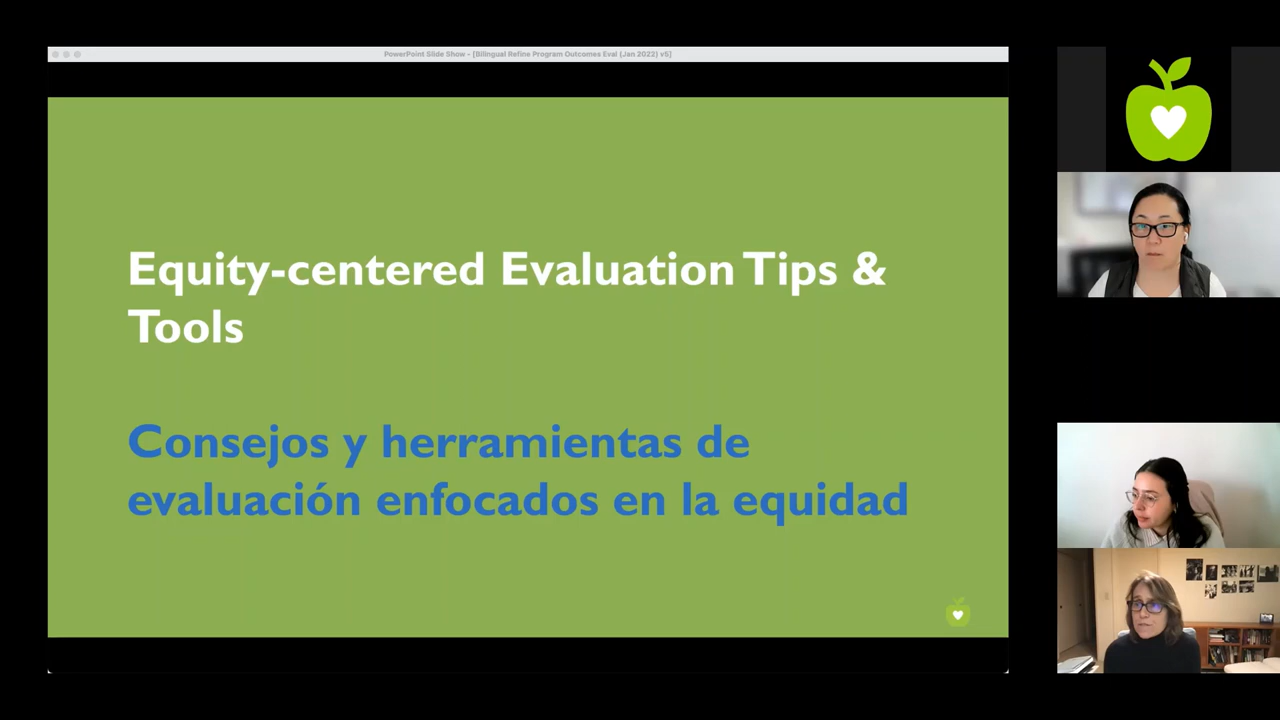 PowerPoint Slide Show - [Bilingual Refine Program Outcomes Eval (Jan 2022) v5]
Equity-centered Evaluation Tips &
Tools
Consejos y herramientas de
evaluación enfocados en la equidad